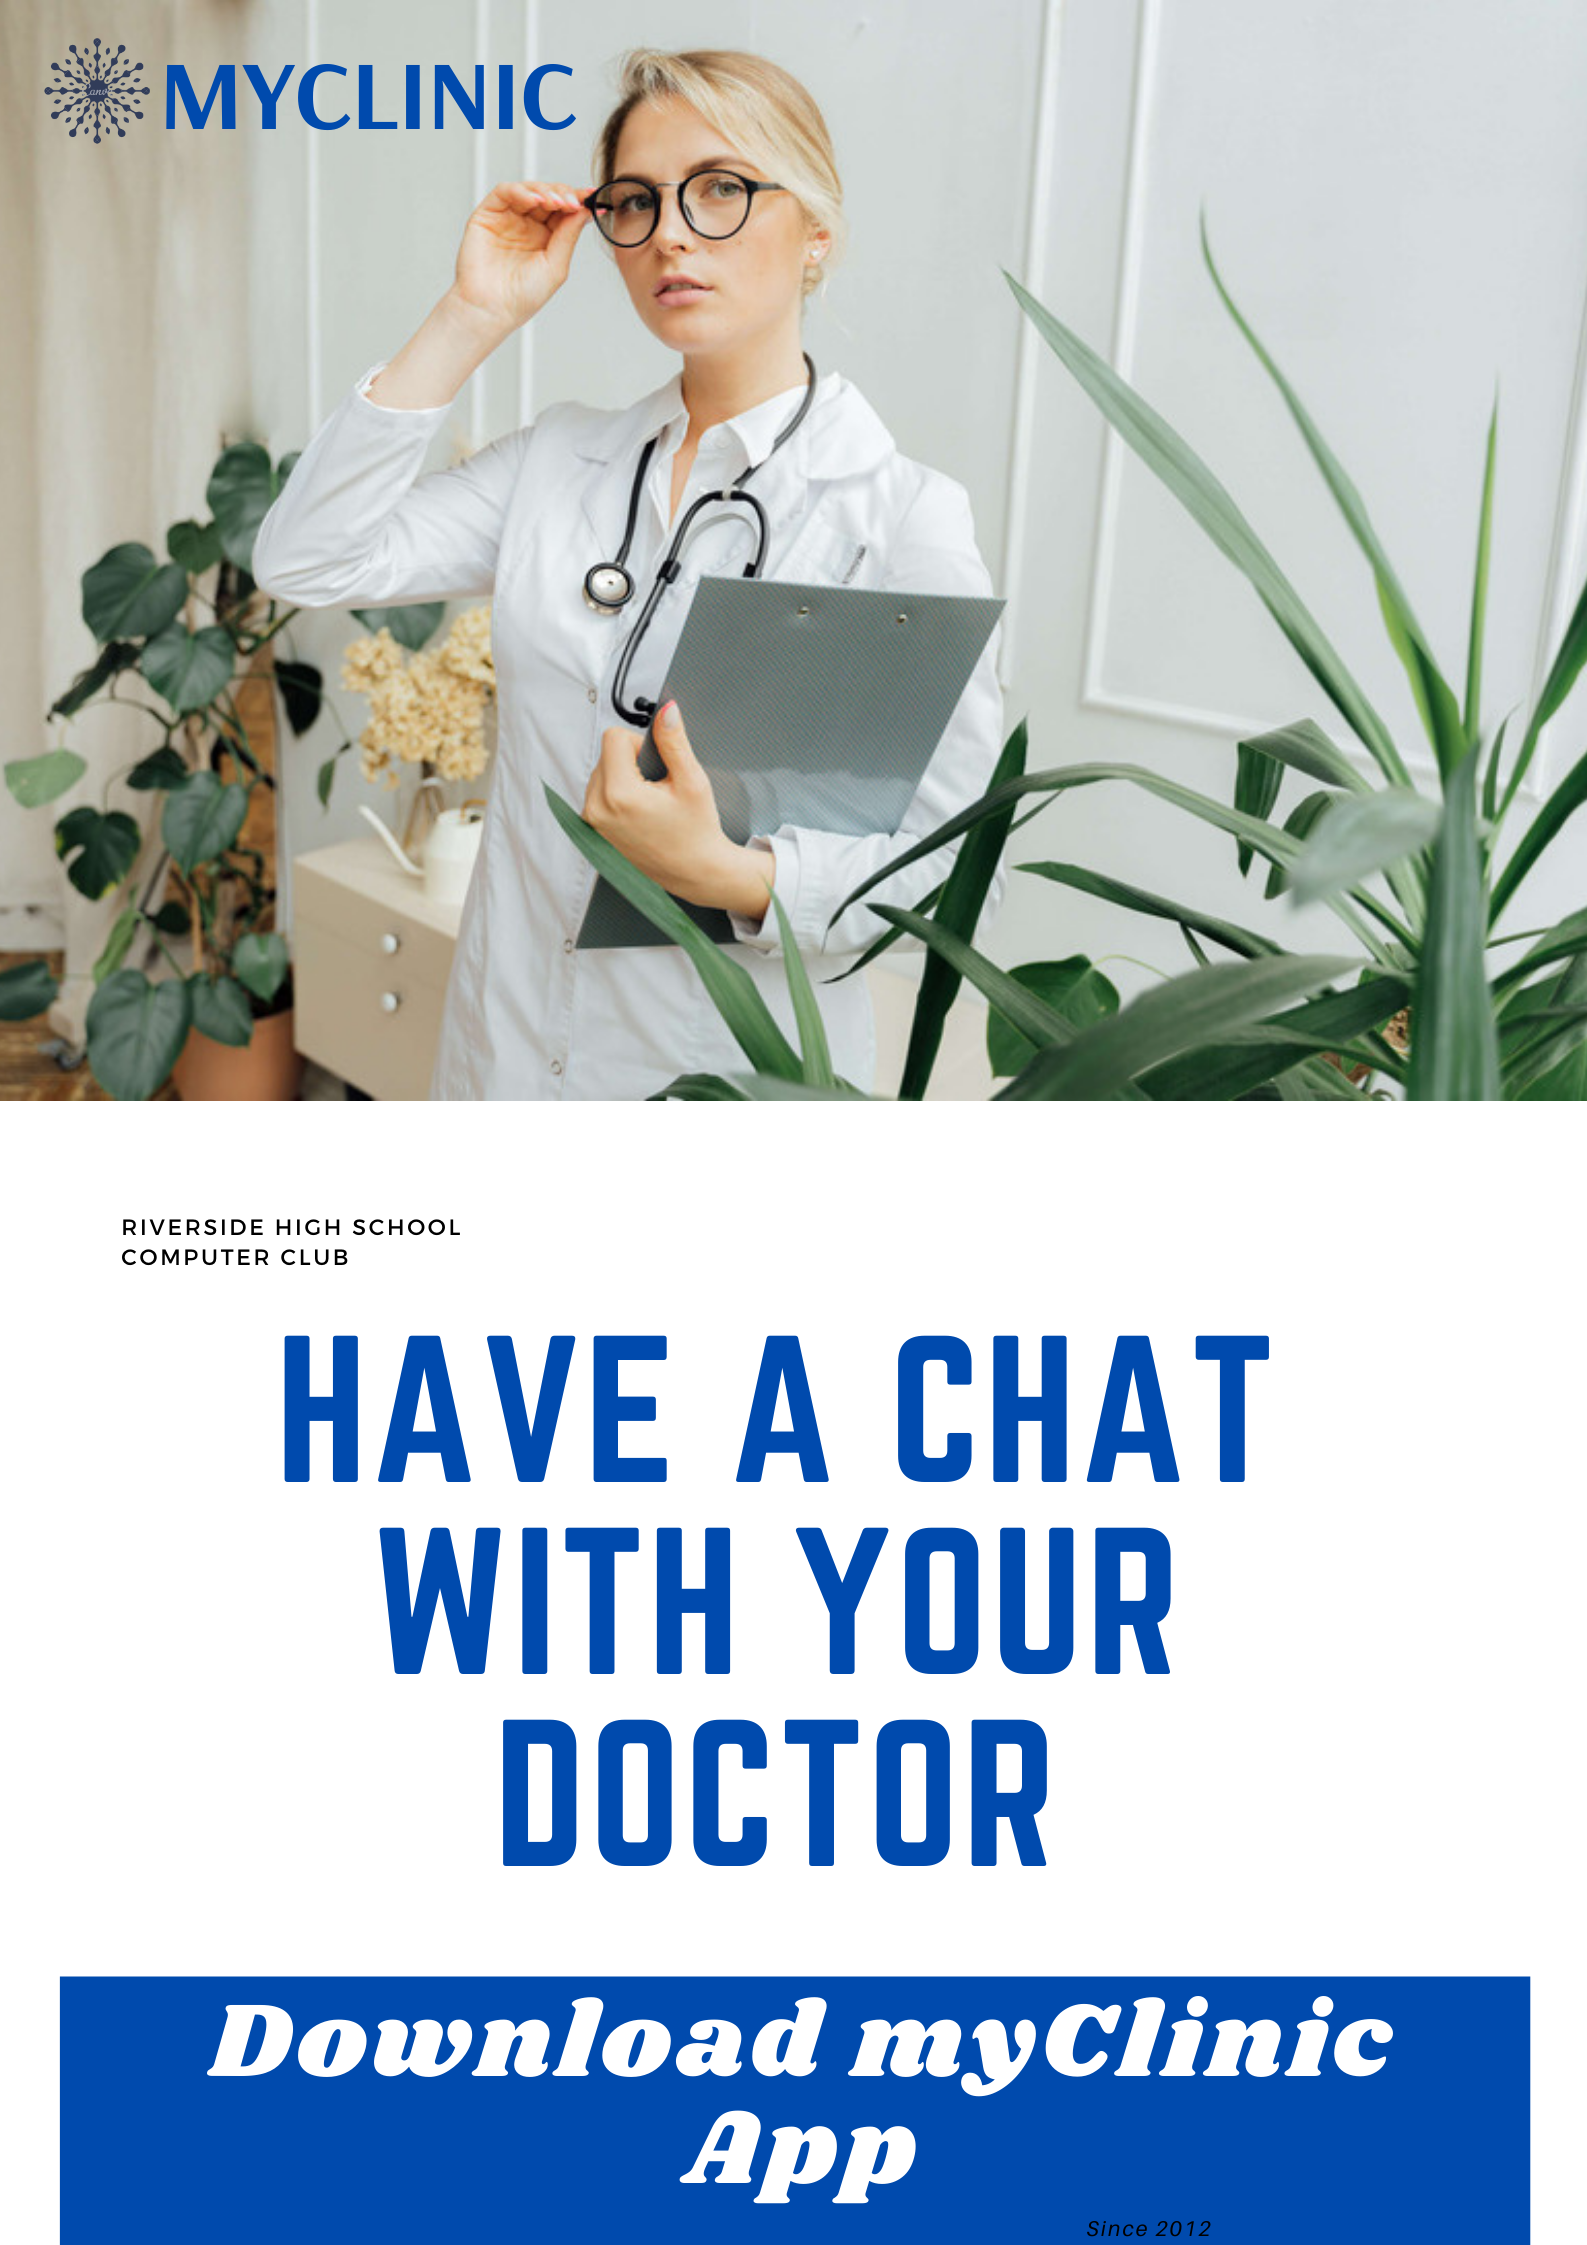 MYCLINIC
RIVERSIDE HIGH SCHOOL
COMPUTER CLUB
HAVE A CHAT
WITH YOUR
DOCTOR
Download myClinic
App
Since 2012